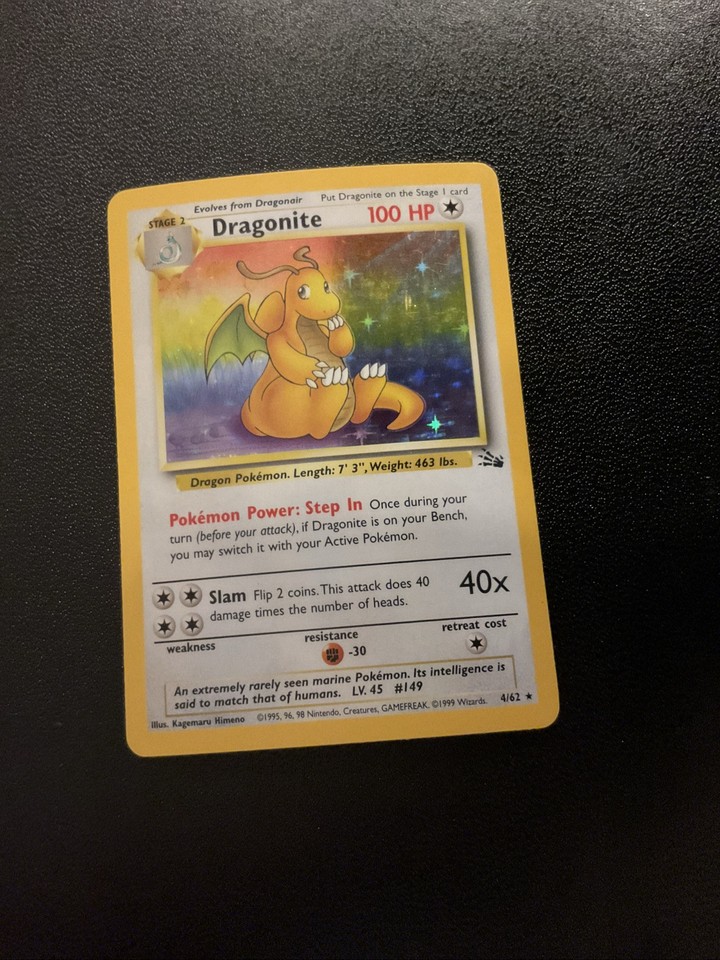 Evolves from Dragonair Put Dragonite on the Stage 1 card
STAGE 2 Dragonite 100 HP
Dragon Pokémon. Length: 7' 3", Weight: 463 lbs.
Pokémon Power: Step In Once during your
turn (before your attack), if Dragonite is on your Bench,
you may switch it with your Active Pokémon.
Slam Flip 2 coins. This attack does 40 40x
damage times the number of heads.
weakness resistance retreat cost
-30
An extremely rarely seen marine Pokémon. Its intelligence is
said to match that of humans. LV. 45 #149
Illus. Kagemaru Himeno ©1995, 96, 98 Nintendo, Creatures, GAMEFREAK. ©1999 Wizards. 4/62 ★